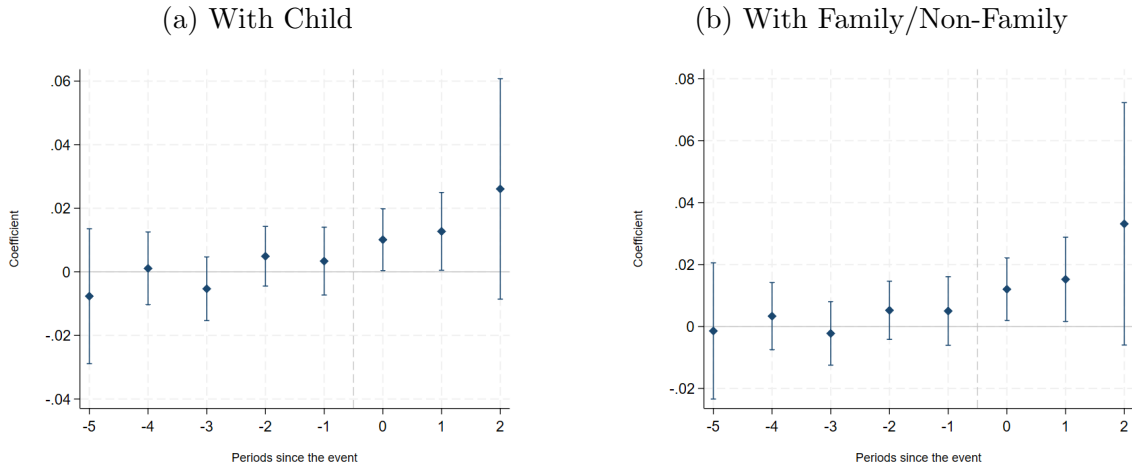 (a) With Child
(b) With Family/Non-Family
.06
.04
.02
0
-.02
-.04
Coefficient
-5 -4 -3 -2 -1 0 1 2
Periods since the event
.08
.06
.04
.02
0
-.02
Coefficient
-5 -4 -3 -2 -1 0 1 2
Periods since the event